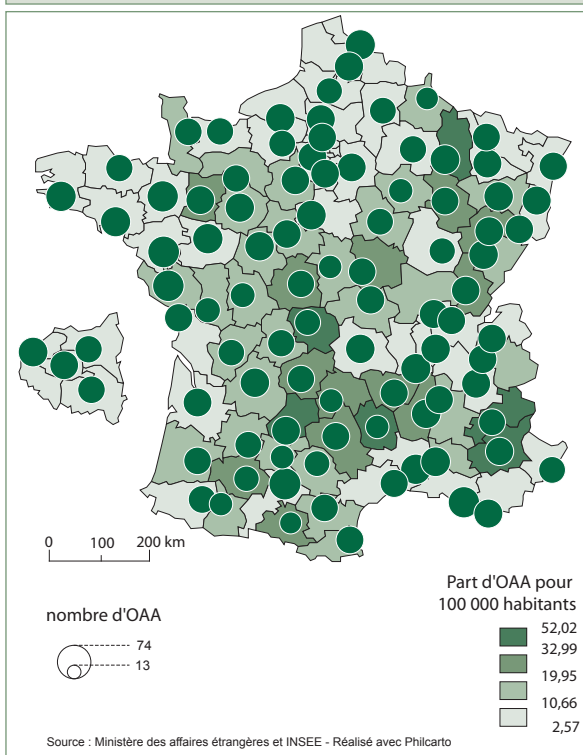 0 100 200 km
nombre d'OAA
74
13
Part d'OAA pour
100 000 habitants
52,02
32,99
19,95
10,66
2,57
Source : Ministère des affaires étrangères et INSEE - Réalisé avec Philcarto